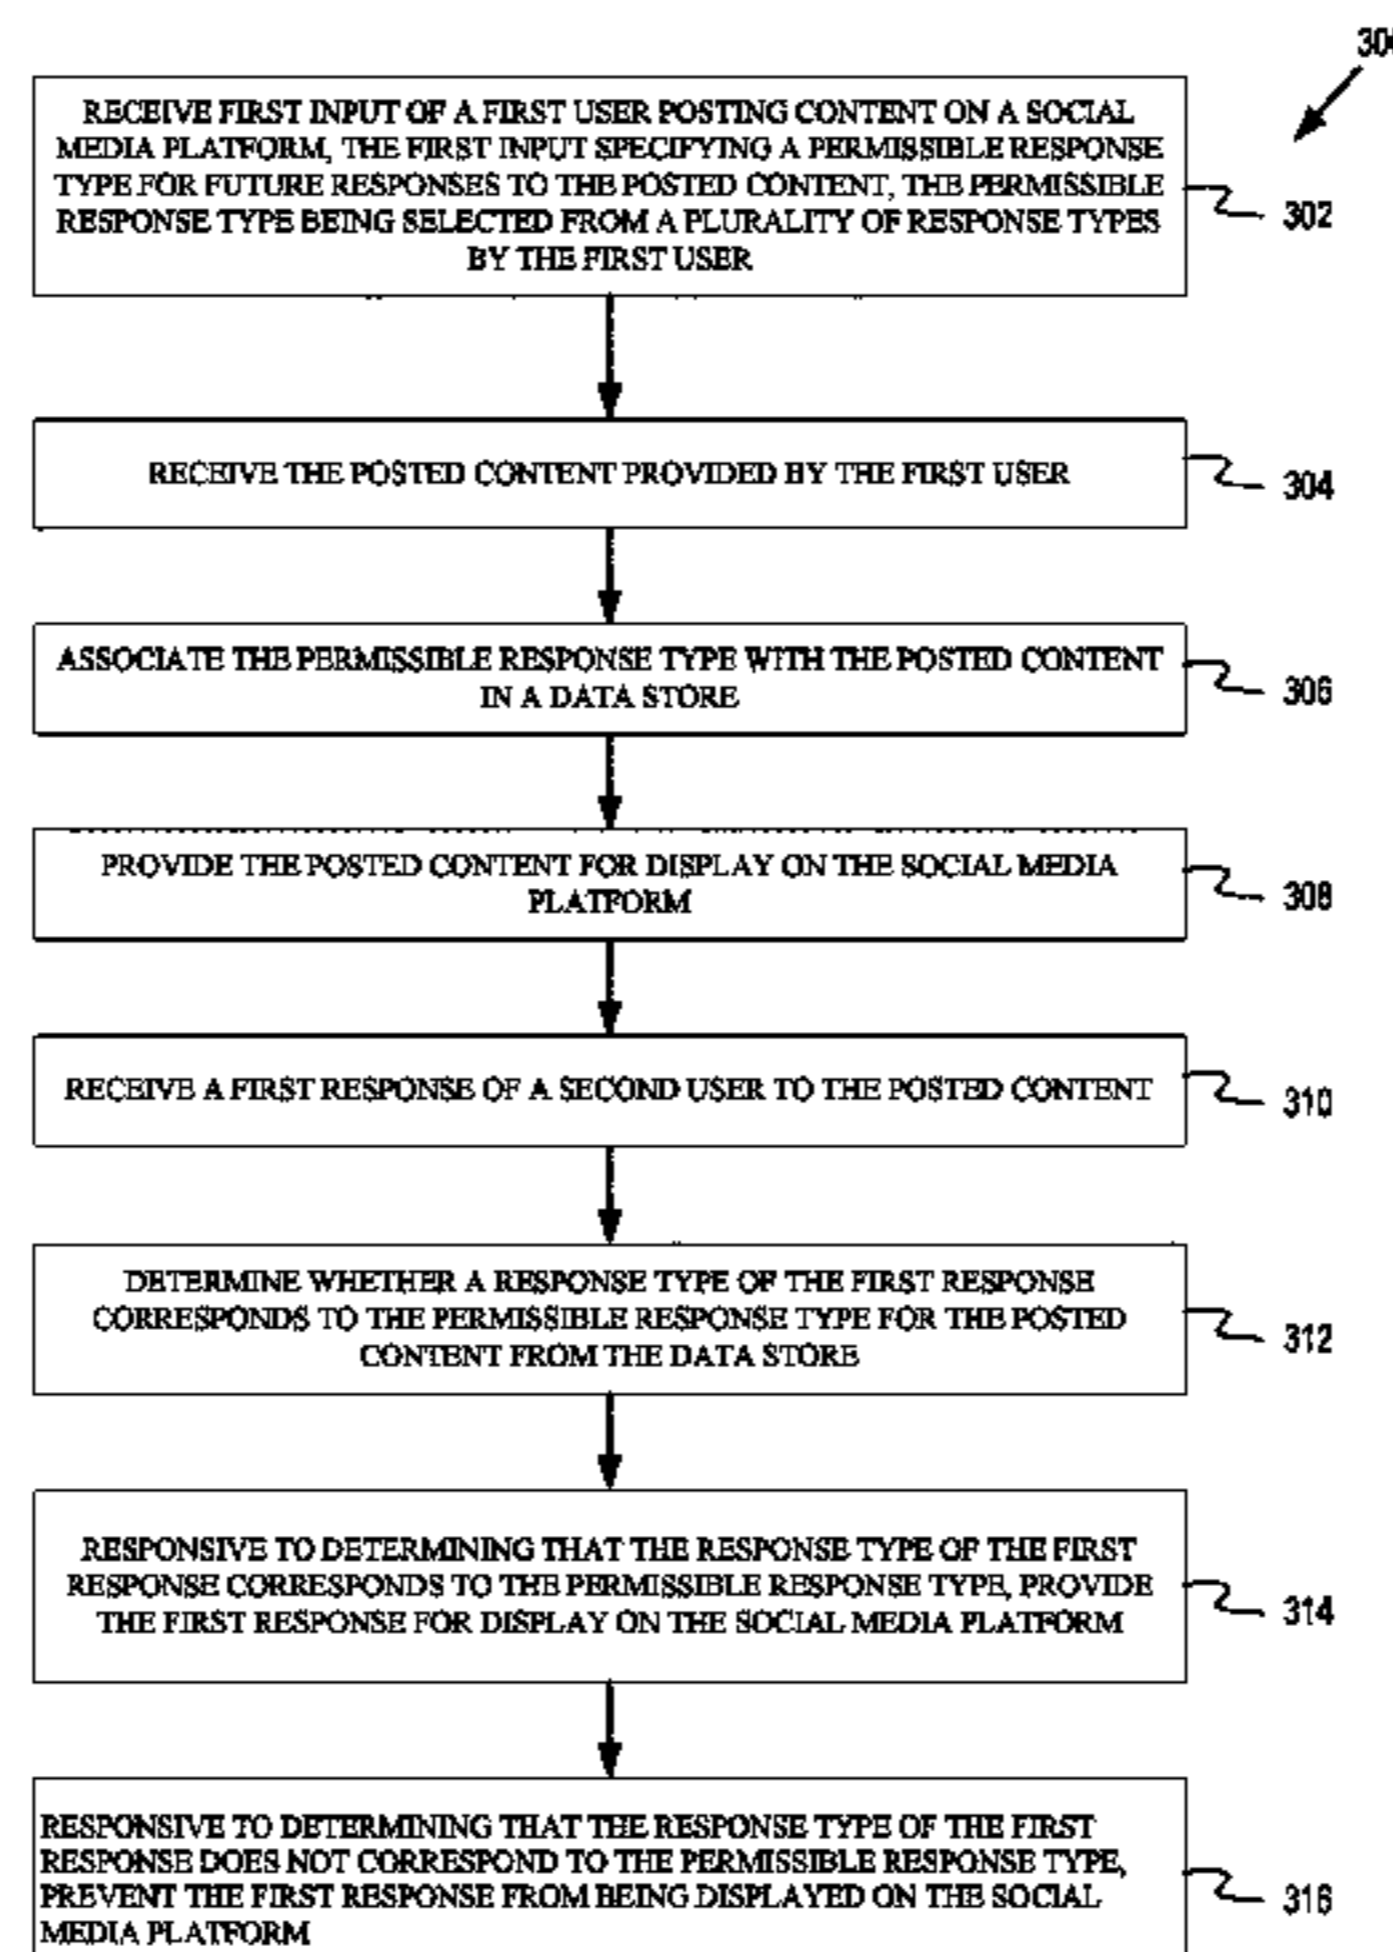 RECEIVE FIRST INPUT OF A FIRST USER POSTING CONTENT ON A SOCIAL
MEDIA PLATFORM, THE FIRST INPUT SPECIFYING A PERMISSIBLE RESPONSE
TYPE FOR FUTURE RESPONSES TO THE POSTED CONTENT, THE PERMISSIBLE
RESPONSE TYPE BEING SELECTED FROM A PLURALITY OF RESPONSE TYPES
BY THE FIRST USER
302
RECEIVE THE POSTED CONTENT PROVIDED BY THE FIRST USER
304
ASSOCIATE THE PERMISSIBLE RESPONSE TYPE WITH THE POSTED CONTENT
IN A DATA STORE
306
PROVIDE THE POSTED CONTENT FOR DISPLAY ON THE SOCIAL MEDIA
PLATFORM
308
RECEIVE A FIRST RESPONSE OF A SECOND USER TO THE POSTED CONTENT
310
DETERMINE WHETHER A RESPONSE TYPE OF THE FIRST RESPONSE
CORRESPONDS TO THE PERMISSIBLE RESPONSE TYPE FOR THE POSTED
CONTENT FROM THE DATA STORE
312
RESPONSIVE TO DETERMINING THAT THE RESPONSE TYPE OF THE FIRST
RESPONSE CORRESPONDS TO THE PERMISSIBLE RESPONSE TYPE, PROVIDE
THE FIRST RESPONSE FOR DISPLAY ON THE SOCIAL MEDIA PLATFORM
314
RESPONSIVE TO DETERMINING THAT THE RESPONSE TYPE OF THE FIRST
RESPONSE DOES NOT CORRESPOND TO THE PERMISSIBLE RESPONSE TYPE,
PREVENT THE FIRST RESPONSE FROM BEING DISPLAYED ON THE SOCIAL
MEDIA PLATFORM
316